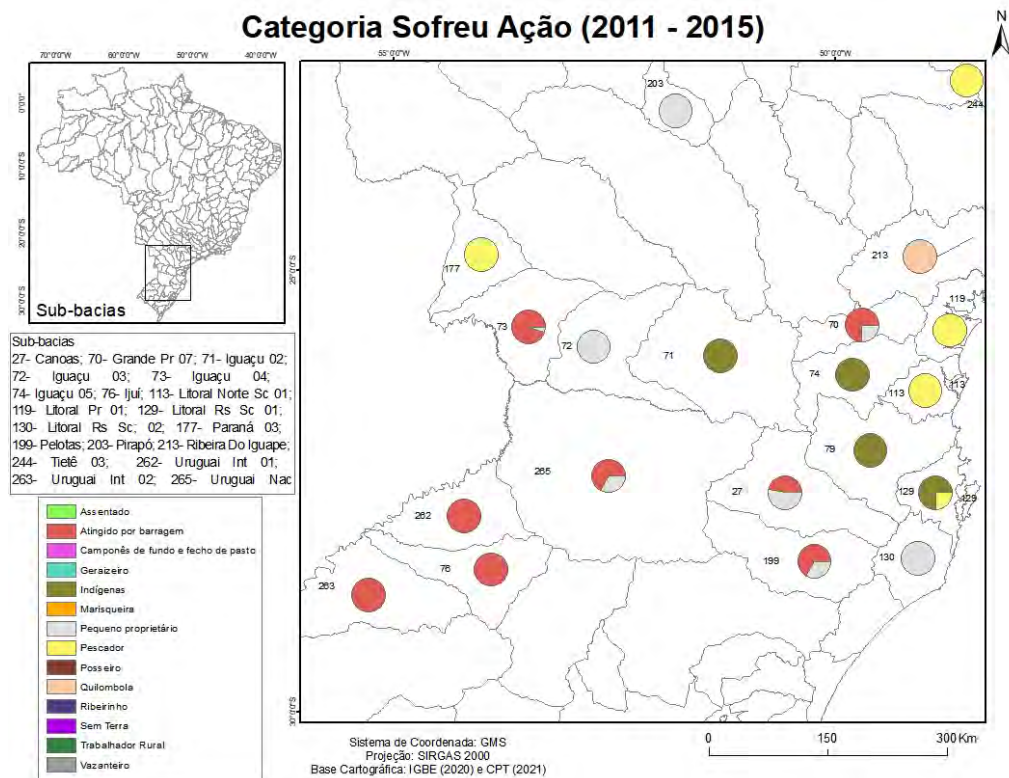 Categoria Sofreu Ação (2011 - 2015)
N
70°0'0"W 60°0'0"W 50°0'0"W 40°0'0"W
0°0'0"
10°0'0"S
20°0'0"S
30°0'0"S
Sub-bacias
55°0'0"W 50°0'0"W
25°0'0"S
30°0'0"S
203
244
177
213
119
73
72
71
70
74
113
113
79
265
27
129
129
262
76
199
130
263
Sub-bacias
27- Canoas; 70- Grande Pr 07; 71- Iguaçu 02;
72- Iguaçu 03; 73- Iguaçu 04;
74- Iguaçu 05; 76- Ijuí; 113- Litoral Norte Sc 01;
119- Litoral Pr 01; 129- Litoral Rs Sc 01;
130- Litoral Rs Sc; 02; 177- Paraná 03;
199- Pelotas; 203- Pirapó; 213- Ribeira Do Iguape;
244- Tietê 03; 262- Uruguai Int 01;
263- Uruguai Int 02; 265- Uruguai Nac
Assentado
Atingido por barragem
Camponês de fundo e fecho de pasto
Geraizeiro
Indígenas
Marisqueira
Pequeno proprietário
Pescador
Posseiro
Quilombola
Ribeirinho
Sem Terra
Trabalhador Rural
Vazanteiro
Sistema de Coordenada: GMS
Projeção: SIRGAS 2000
Base Cartográfica: IGBE (2020) e CPT (2021)
0 150 300 Km